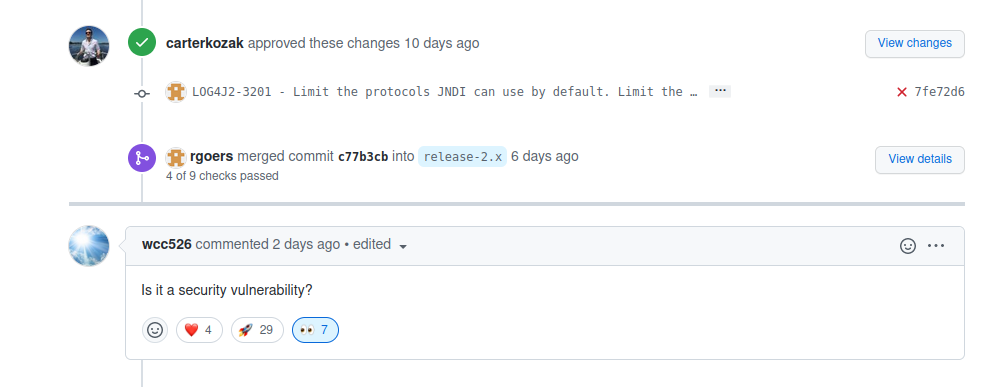 carterkozak approved these changes 10 days ago View changes
LOG4J2-3201 - Limit the protocols JNDI can use by default. Limit the … ··· 7fe72d6
rgoers merged commit c77b3cb into release-2.x 6 days ago View details
4 of 9 checks passed
wcc526 commented 2 days ago • edited
Is it a security vulnerability?
❤️ 4 🚀 29 👀 7